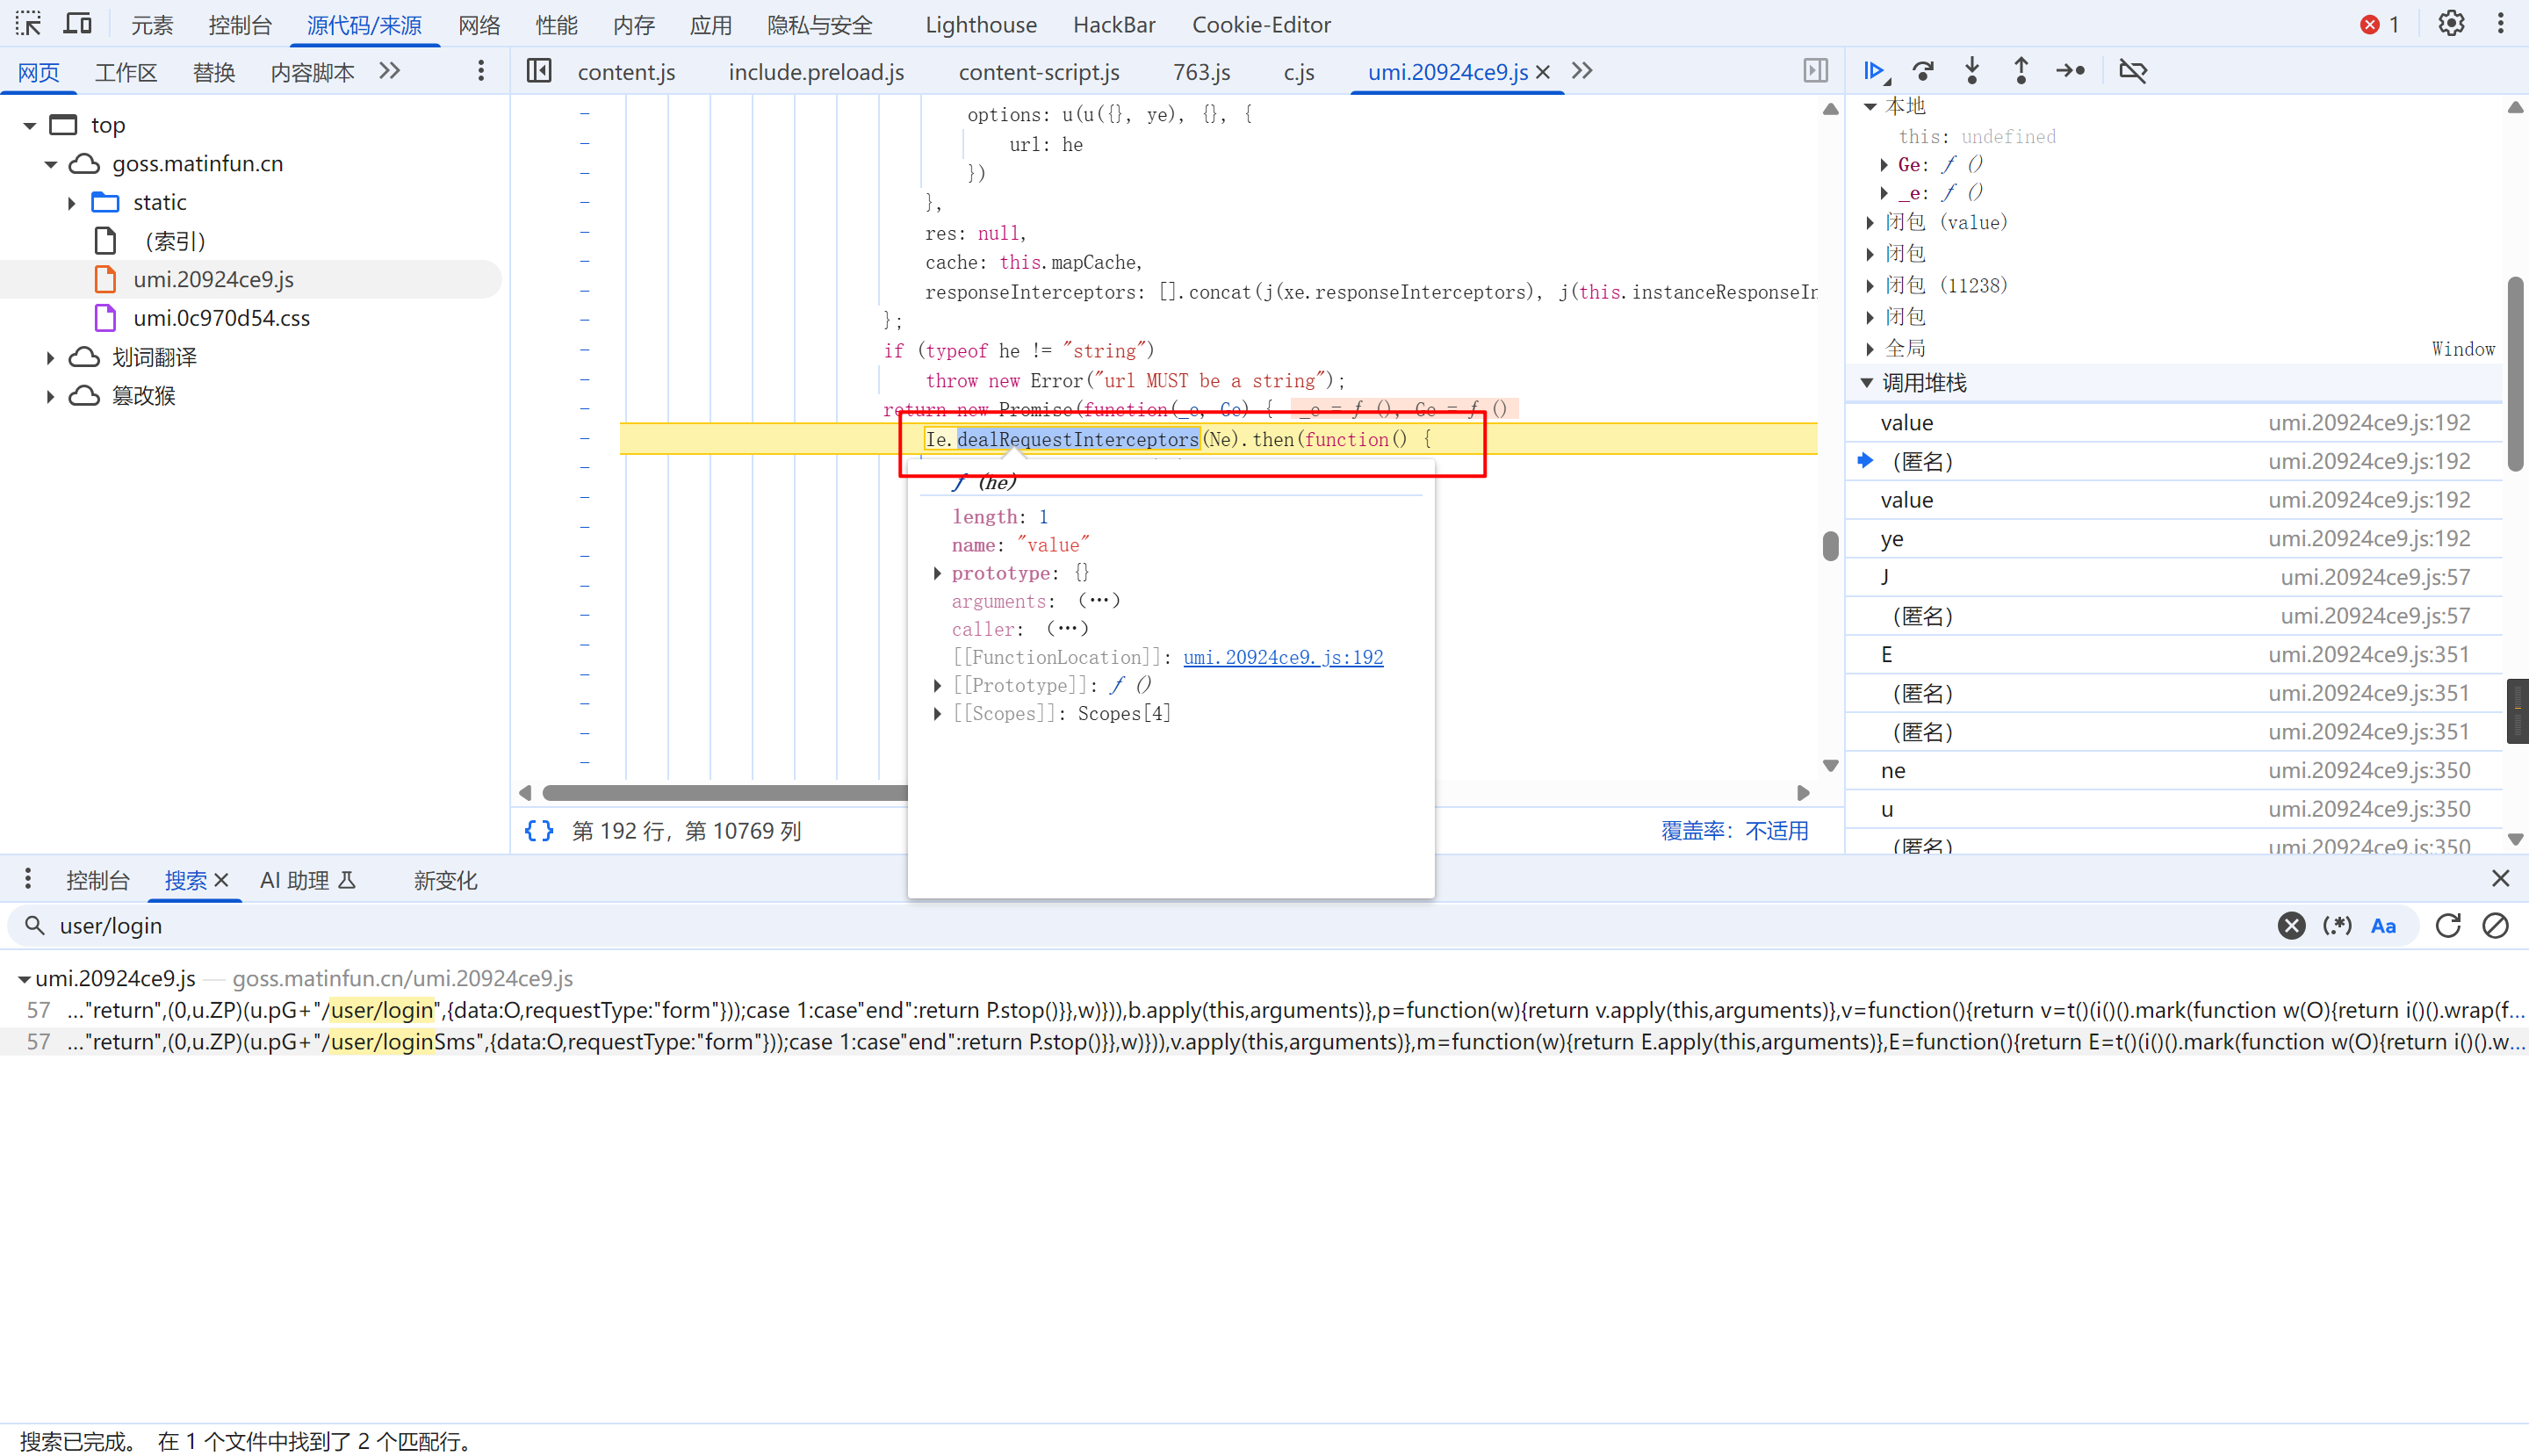 元素 控制台 源代码/来源 网络 性能 内存 应用 隐私与安全 Lighthouse HackBar Cookie-Editor 1
网页 工作区 替换 内容脚本
content.js include.preload.js content-script.js 763.js c.js umi.20924ce9.js
top
goss.matinfun.cn
static
(索引)
umi.20924ce9.js
umi.0c970d54.css
划词翻译
篡改猴
options: u(u({}, ye), {}, {
url: he
})
},
res: null,
cache: this.mapCache,
responseInterceptors: [].concat(j(xe.responseInterceptors), j(this.instanceResponseIn
};
if (typeof he != "string")
throw new Error("url MUST be a string");
return new Promise(function(_e, Ge) { _e = ƒ (), Ge = ƒ ()
Ie.dealRequestInterceptors(Ne).then(function() {
ƒ (he)
length: 1
name: "value"
prototype: {}
arguments: (…)
caller: (…)
[[FunctionLocation]]: umi.20924ce9.js:192
[[Prototype]]: ƒ ()
[[Scopes]]: Scopes[4]
{} 第 192 行，第 10769 列
覆盖率：不适用
本地
this: undefined
Ge: ƒ ()
_e: ƒ ()
闭包 (value)
闭包
闭包 (11238)
闭包
全局 Window
调用堆栈
value umi.20924ce9.js:192
(匿名) umi.20924ce9.js:192
value umi.20924ce9.js:192
ye umi.20924ce9.js:192
J umi.20924ce9.js:57
(匿名) umi.20924ce9.js:57
E umi.20924ce9.js:351
(匿名) umi.20924ce9.js:351
(匿名) umi.20924ce9.js:351
ne umi.20924ce9.js:350
u umi.20924ce9.js:350
(匿名) umi.20924ce9.js:350
控制台 搜索 AI 助理 新变化
user/login (.*) Aa
umi.20924ce9.js — goss.matinfun.cn/umi.20924ce9.js
57 ..."return",(0,u.ZP)(u.pG+"/user/login",{data:O,requestType:"form"}));case 1:case"end":return P.stop()}},w)})),b.apply(this,arguments)},p=function(w){return v.apply(this,arguments)},v=function(){return v=t()(i()().mark(function w(O){return i()().wrap(f...
57 ..."return",(0,u.ZP)(u.pG+"/user/loginSms",{data:O,requestType:"form"}));case 1:case"end":return P.stop()}},w)})),v.apply(this,arguments)},m=function(w){return E.apply(this,arguments)},E=function(){return E=t()(i()().mark(function w(O){return i()().w...
搜索已完成。 在 1 个文件中找到了 2 个匹配行。